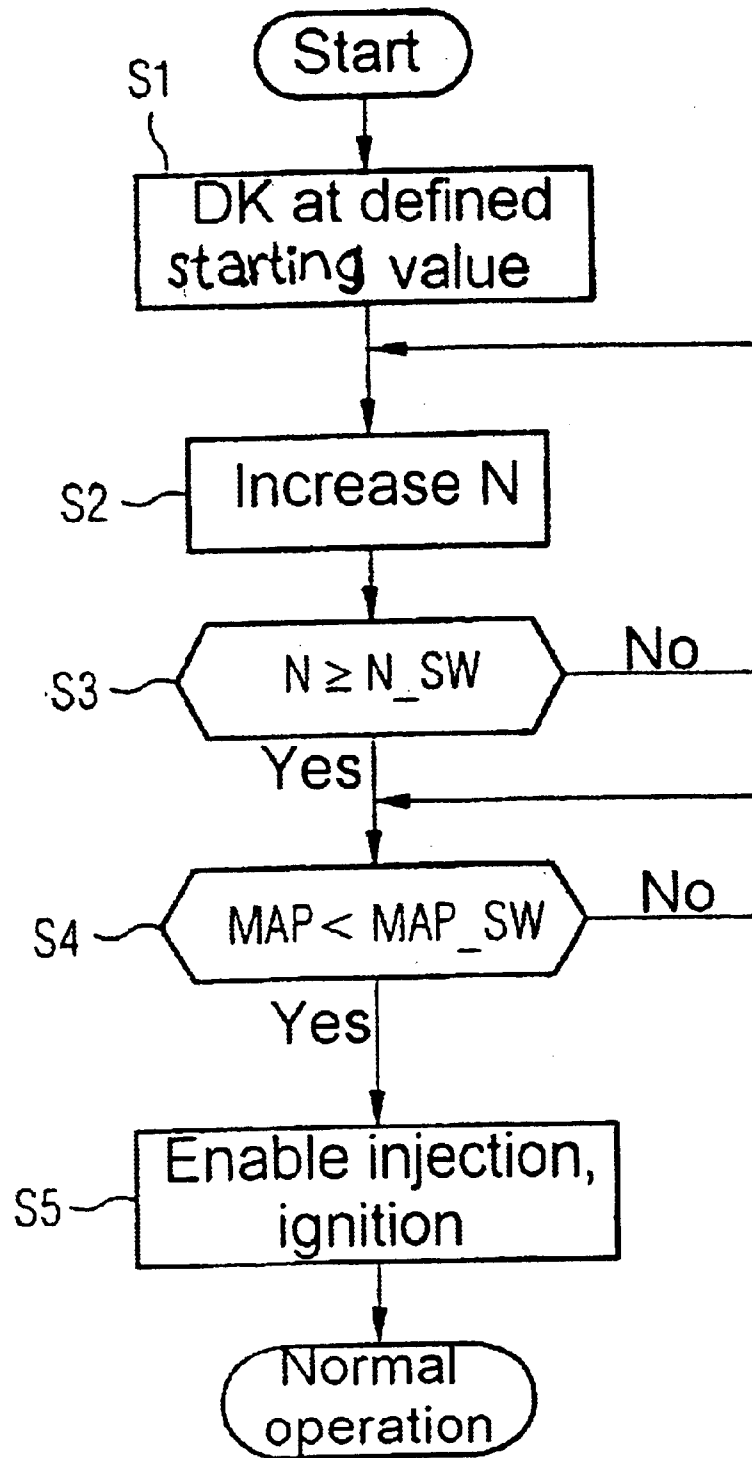 Start
S1
DK at defined
starting value
S2
Increase N
S3
N ≥ N_SW
No
Yes
S4
MAP < MAP_SW
No
Yes
S5
Enable injection,
ignition
Normal
operation